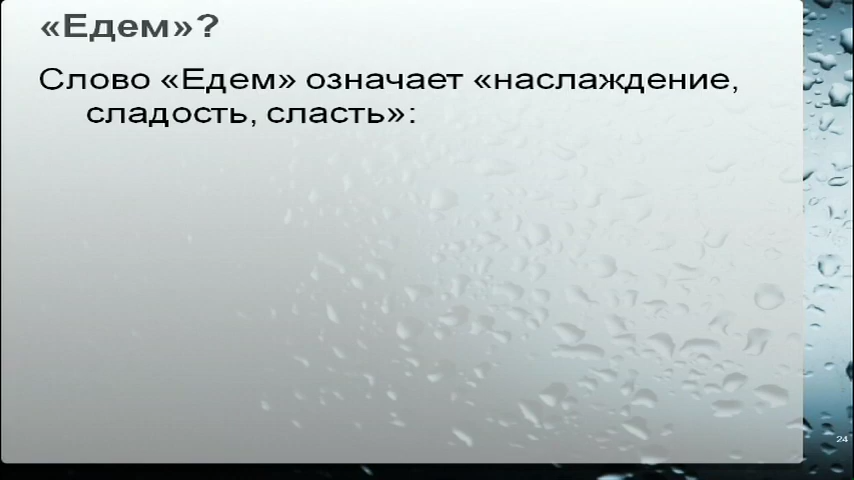 «Едем»?
Слово «Едем» означает «наслаждение,
сладость, сласть»:
24